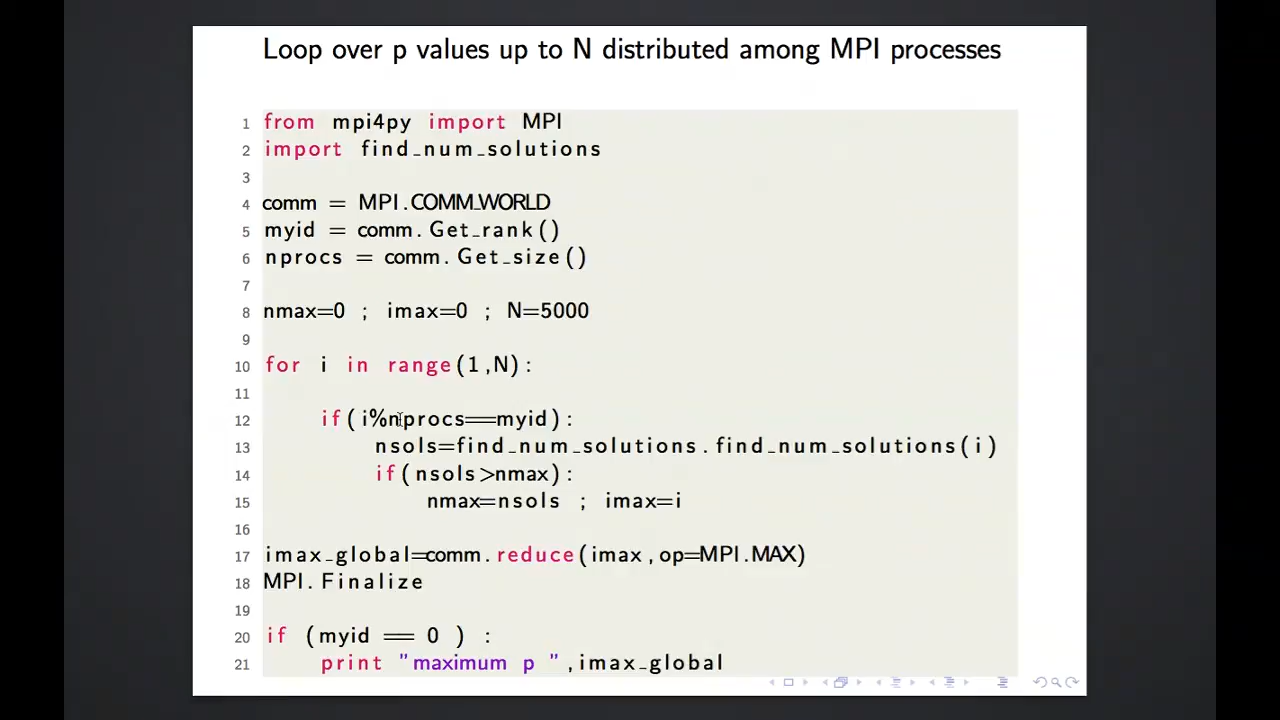 Loop over p values up to N distributed among MPI processes
1 from mpi4py import MPI
2 import find_num_solutions
3
4 comm = MPI.COMM_WORLD
5 myid = comm.Get_rank()
6 nprocs = comm.Get_size()
7
8 nmax=0 ; imax=0 ; N=5000
9
10 for i in range(1,N):
11
12 if(i%nprocs==myid):
13 nsols=find_num_solutions.find_num_solutions(i)
14 if(nsols>nmax):
15 nmax=nsols ; imax=i
16
17 imax_global=comm.reduce(imax,op=MPI.MAX)
18 MPI.Finalize
19
20 if (myid == 0 ) :
21 print "maximum p ",imax_global